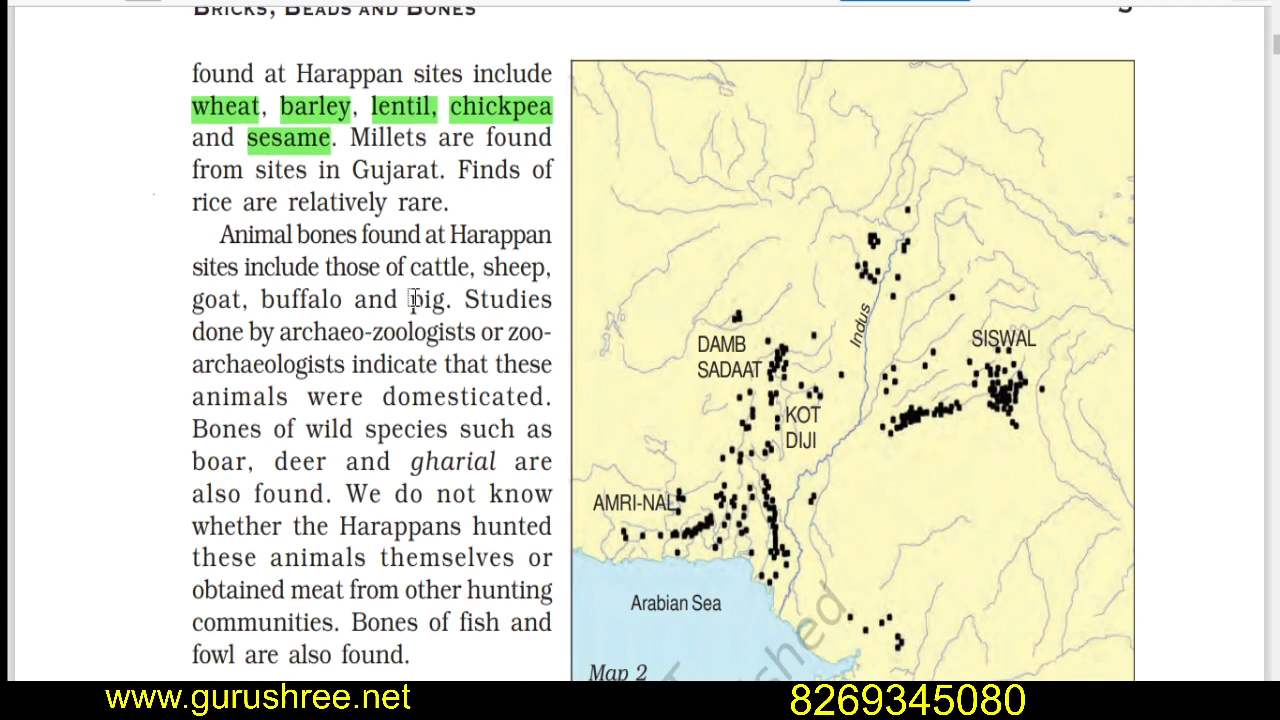 BRICKS, BEADS AND BONES
found at Harappan sites include
wheat, barley, lentil, chickpea
and sesame. Millets are found
from sites in Gujarat. Finds of
rice are relatively rare.
Animal bones found at Harappan
sites include those of cattle, sheep,
goat, buffalo and pig. Studies
done by archaeo-zoologists or zoo-
archaeologists indicate that these
animals were domesticated.
Bones of wild species such as
boar, deer and gharial are
also found. We do not know
whether the Harappans hunted
these animals themselves or
obtained meat from other hunting
communities. Bones of fish and
fowl are also found.
Indus
SISWAL
DAMB
SADAAT
KOT
DIJI
AMRI-NAL
Arabian Sea
Map 2
www.gurushree.net
8269345080